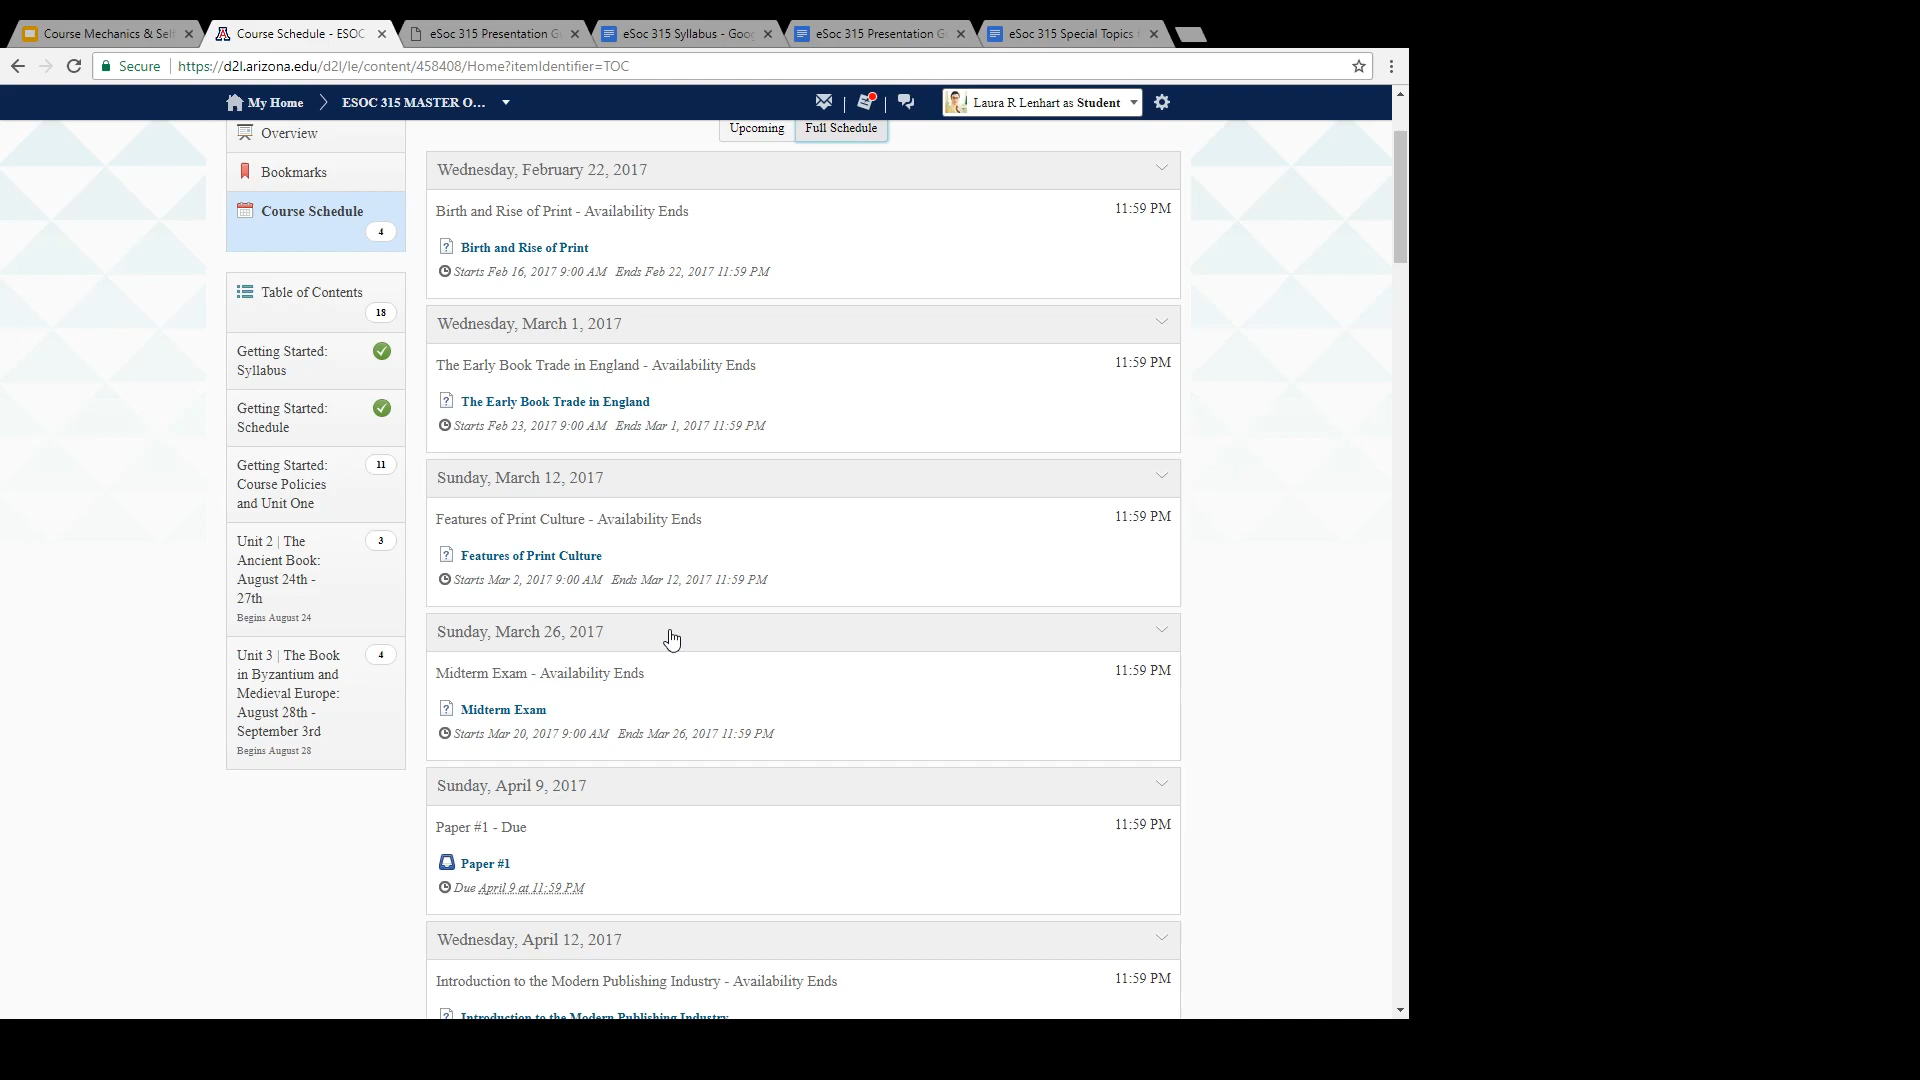 Course Mechanics & Sel
Course Schedule - ESOC
eSoc 315 Presentation G
eSoc 315 Syllabus - Goog
eSoc 315 Presentation G
eSoc 315 Special Topics
Secure | https://d2l.arizona.edu/d2l/le/content/458408/Home?itemIdentifier=TOC
My Home
ESOC 315 MASTER O...
Laura R Lenhart as Student
Overview
Bookmarks
Course Schedule
4
Table of Contents
18
Getting Started:
Syllabus
Getting Started:
Schedule
Getting Started:
Course Policies
and Unit One
11
Unit 2 | The
Ancient Book:
August 24th -
27th
Begins August 24
3
Unit 3 | The Book
in Byzantium and
Medieval Europe:
August 28th -
September 3rd
Begins August 28
4
Upcoming
Full Schedule
Wednesday, February 22, 2017
Birth and Rise of Print - Availability Ends
11:59 PM
Birth and Rise of Print
Starts Feb 16, 2017 9:00 AM Ends Feb 22, 2017 11:59 PM
Wednesday, March 1, 2017
The Early Book Trade in England - Availability Ends
11:59 PM
The Early Book Trade in England
Starts Feb 23, 2017 9:00 AM Ends Mar 1, 2017 11:59 PM
Sunday, March 12, 2017
Features of Print Culture - Availability Ends
11:59 PM
Features of Print Culture
Starts Mar 2, 2017 9:00 AM Ends Mar 12, 2017 11:59 PM
Sunday, March 26, 2017
Midterm Exam - Availability Ends
11:59 PM
Midterm Exam
Starts Mar 20, 2017 9:00 AM Ends Mar 26, 2017 11:59 PM
Sunday, April 9, 2017
Paper #1 - Due
11:59 PM
Paper #1
Due April 9 at 11:59 PM
Wednesday, April 12, 2017
Introduction to the Modern Publishing Industry - Availability Ends
11:59 PM
Introduction to the Modern Publishing Industry